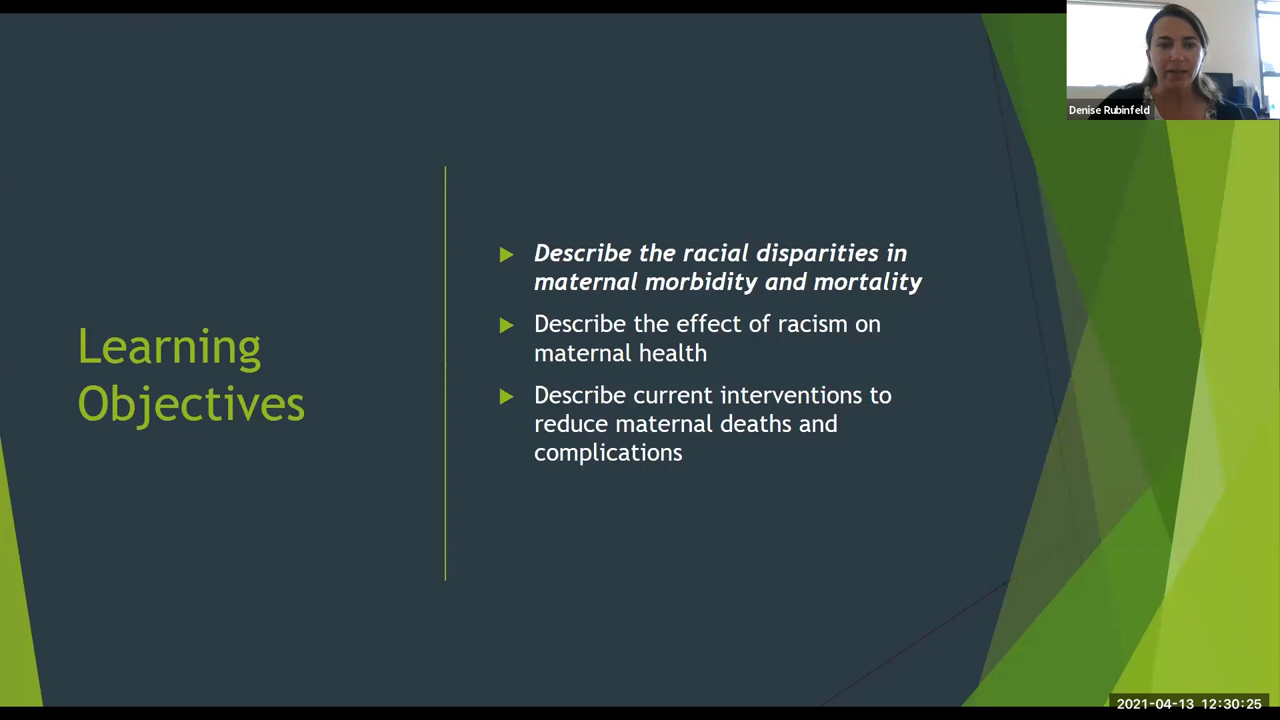 Denise Rubinfeld
Learning
Objectives
Describe the racial disparities in
maternal morbidity and mortality
Describe the effect of racism on
maternal health
Describe current interventions to
reduce maternal deaths and
complications
2021-04-13 12:30:25